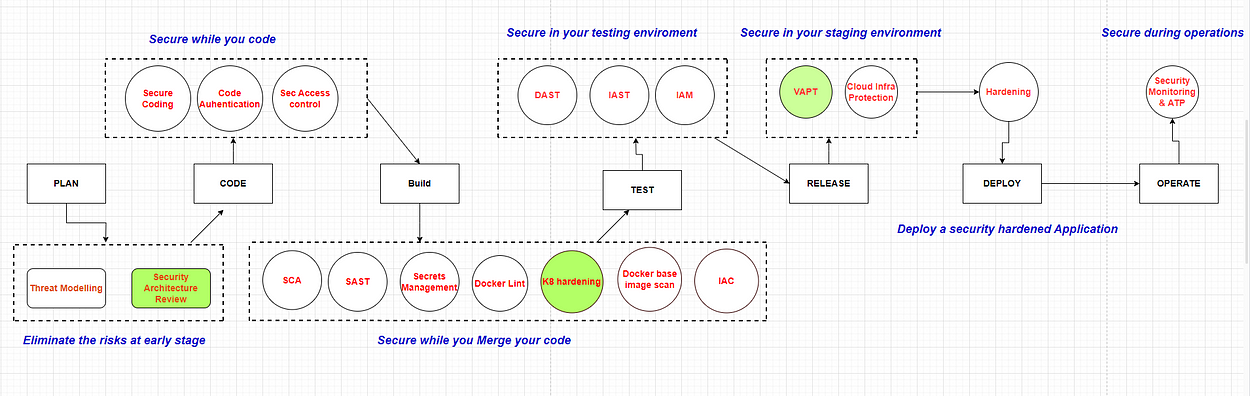 Secure while you code
Secure in your testing enviroment
Secure in your staging environment
Secure during operations
Secure
Coding
Code
Auhentication
Sec Access
control
DAST
IAST
IAM
VAPT
Cloud Infra
Protection
Hardening
Security
Monitoring
& ATP
PLAN
CODE
Build
TEST
RELEASE
DEPLOY
OPERATE
Deploy a security hardened Application
Threat Modelling
Security
Architecture
Review
SCA
SAST
Secrets
Management
Docker Lint
K8 hardening
Docker base
image scan
IAC
Eliminate the risks at early stage
Secure while you Merge your code